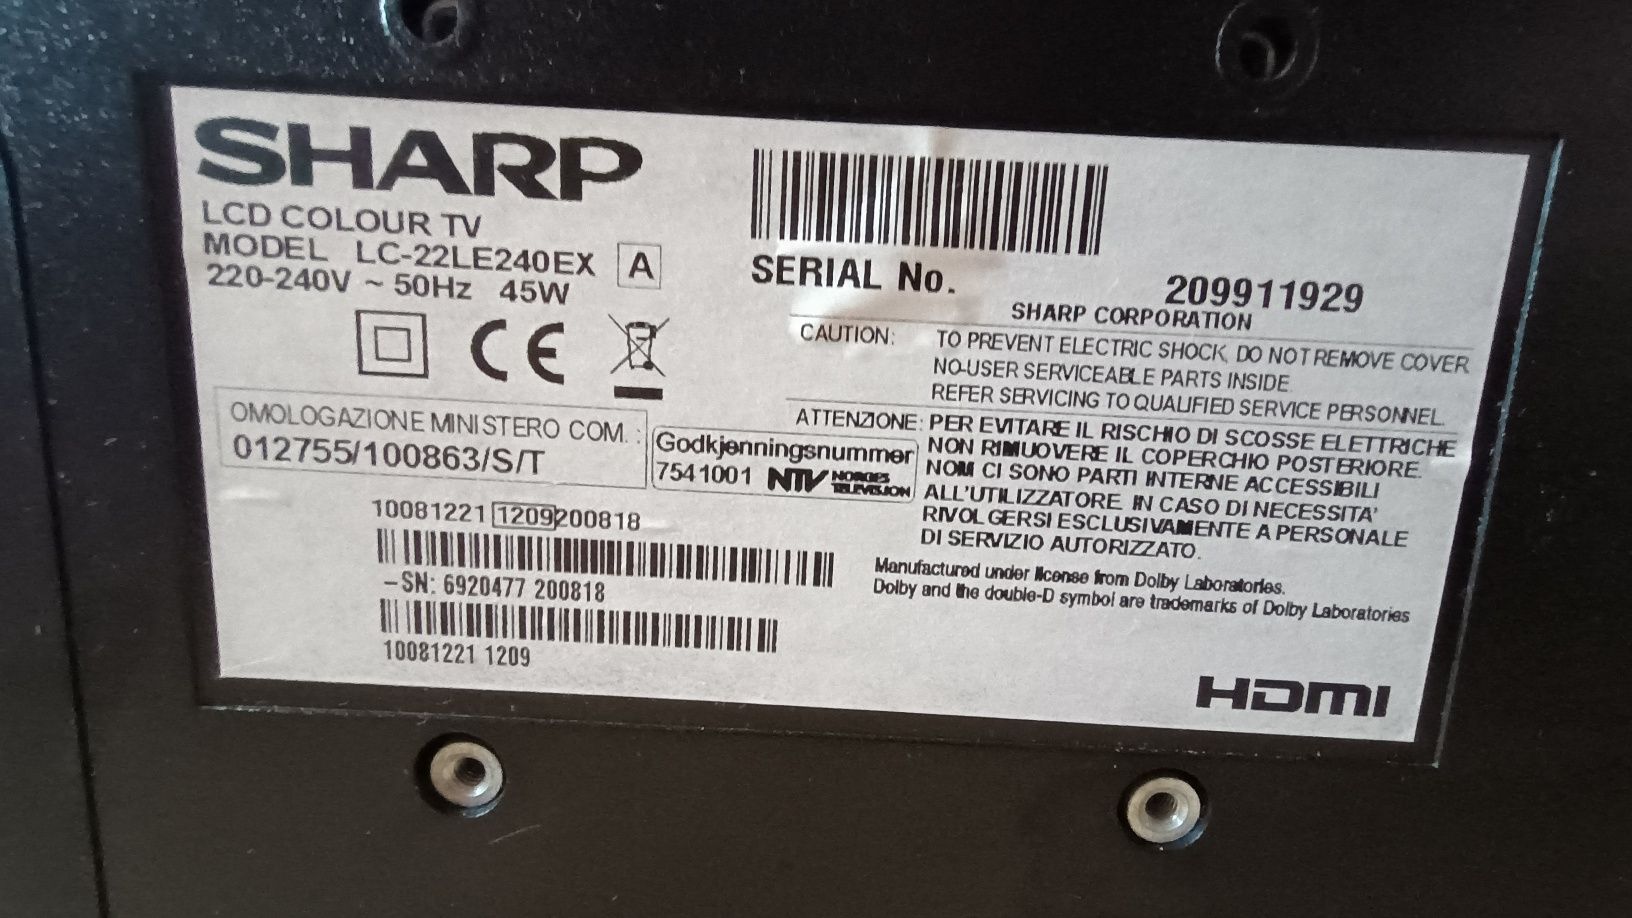 SHARP
LCD COLOUR TV
MODEL LC-22LE240EX A
220-240V ~ 50Hz 45W
CE
OMOLOGAZIONE MINISTERO COM. :
012755/100863/S/T
Godkjenningsnummer
7541001 NTV NORGES TELEVISJON
10081221 1209 200818
-SN: 6920477 200818
10081221 1209
SERIAL No. 209911929
SHARP CORPORATION
CAUTION: TO PREVENT ELECTRIC SHOCK, DO NOT REMOVE COVER.
NO-USER SERVICEABLE PARTS INSIDE.
REFER SERVICING TO QUALIFIED SERVICE PERSONNEL.
ATTENZIONE: PER EVITARE IL RISCHIO DI SCOSSE ELETTRICHE
NON RIMUOVERE IL COPERCHIO POSTERIORE.
NOM CI SONO PARTI INTERNE ACCESSIBILI
ALL'UTILIZZATORE. IN CASO DI NECESSITA'
RIVOLGERSI ESCLUSIVAMENTE A PERSONALE
DI SERVIZIO AUTORIZZATO.
Manufactured under license from Dolby Laboratories.
Dolby and the double-D symbol are trademarks of Dolby Laboratories
HDMI